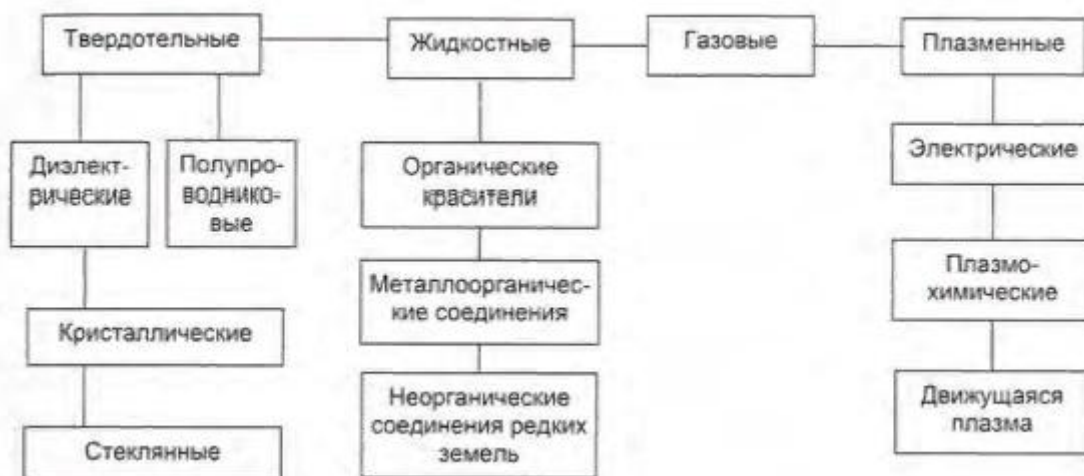 Твердотельные
Жидкостные
Газовые
Плазменные
Диэлект-
рические
Полупро-
воднико-
вые
Органические
красители
Электрические
Металлоорганичес-
кие соединения
Плазмо-
химические
Кристаллические
Неорганические
соединения редких
земель
Движущаяся
плазма
Стеклянные